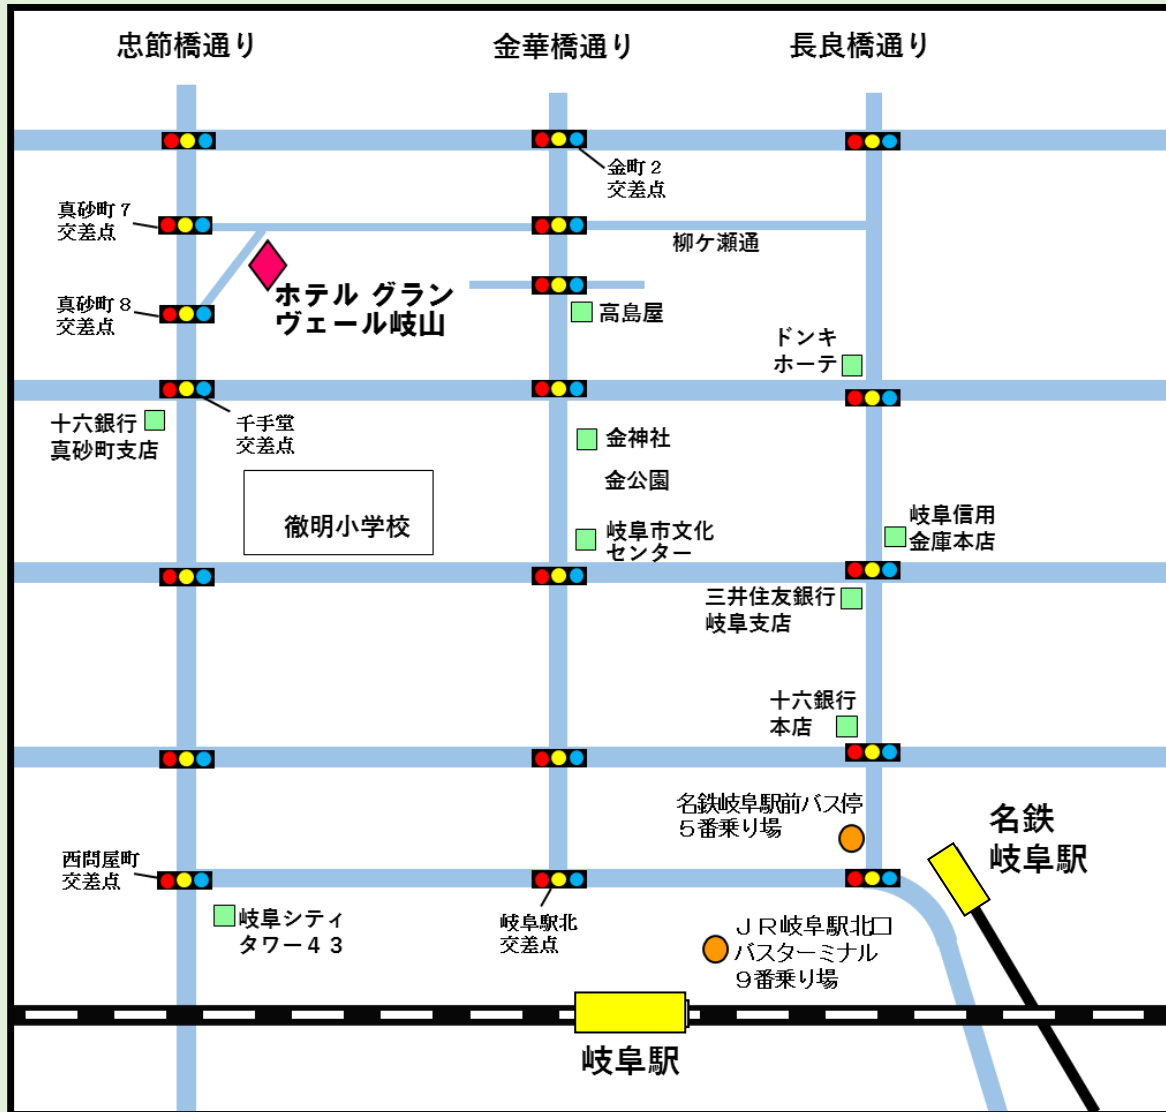 忠節橋通り
金華橋通り
長良橋通り
金町2
交差点
真砂町7
交差点
柳ケ瀬通
真砂町8
交差点
ホテル グラン
ヴェール岐山
高島屋
ドンキ
ホーテ
十六銀行
真砂町支店
千手堂
交差点
金神社
金公園
徹明小学校
岐阜市文化
センター
岐阜信用
金庫本店
三井住友銀行
岐阜支店
十六銀行
本店
名鉄岐阜駅前バス停
5番乗り場
名鉄
岐阜駅
西問屋町
交差点
岐阜シティ
タワー43
岐阜駅北
交差点
JR岐阜駅北口
バスターミナル
9番乗り場
岐阜駅